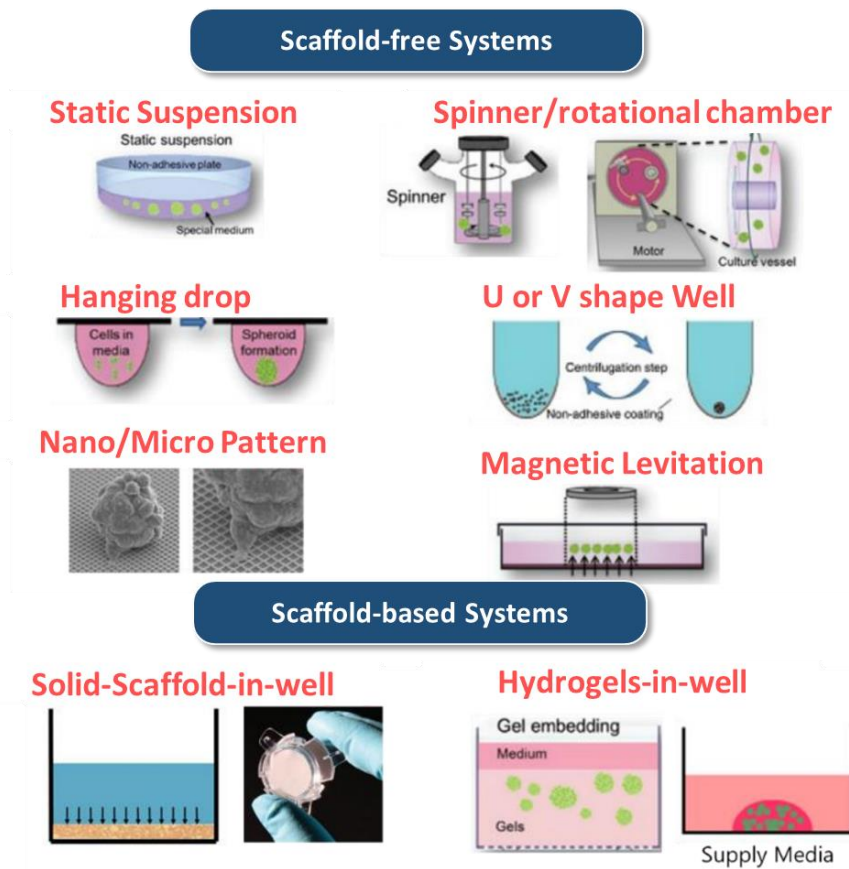 Scaffold-free Systems
Static Suspension
Static suspension
Non-adhesive plate
Special medium
Spinner/rotational chamber
Spinner
Motor
Culture vessel
Hanging drop
Cells in
media
Spheroid
formation
U or V shape Well
Centrifugation step
Non-adhesive coating
Nano/Micro Pattern
Magnetic Levitation
Scaffold-based Systems
Solid-Scaffold-in-well
Hydrogels-in-well
Gel embedding
Medium
Gels
Supply Media